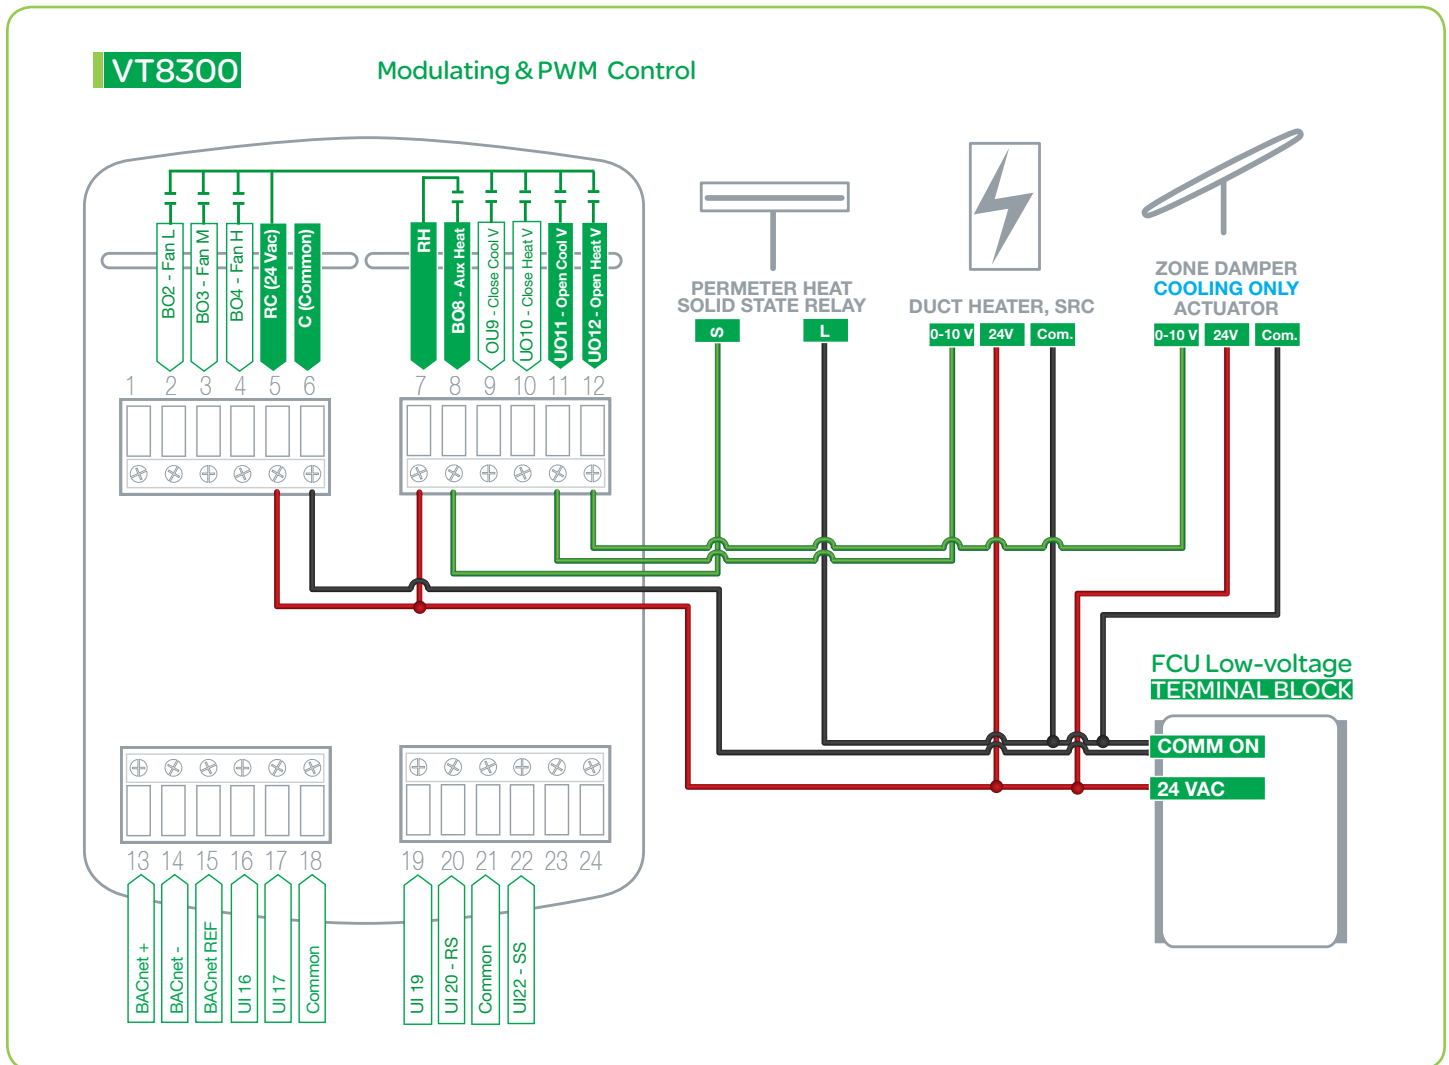 VT8300
Modulating & PWM Control
BO2 - Fan L
BO3 - Fan M
BO4 - Fan H
RC (24 Vac)
C (Common)
RH
BO8 - Aux Heat
OU9 - Close Cool V
UO10 - Close Heat V
UO11 - Open Cool V
UO12 - Open Heat V
1 2 3 4 5 6
7 8 9 10 11 12
PERMETER HEAT
SOLID STATE RELAY
S
L
DUCT HEATER, SRC
0-10 V 24V Com.
ZONE DAMPER
COOLING ONLY
ACTUATOR
0-10 V 24V Com.
FCU Low-voltage
TERMINAL BLOCK
COMM ON
24 VAC
13 14 15 16 17 18
19 20 21 22 23 24
BACnet +
BACnet -
BACnet REF
UI 16
UI 17
Common
UI 19
UI 20 - RS
Common
UI22 - SS